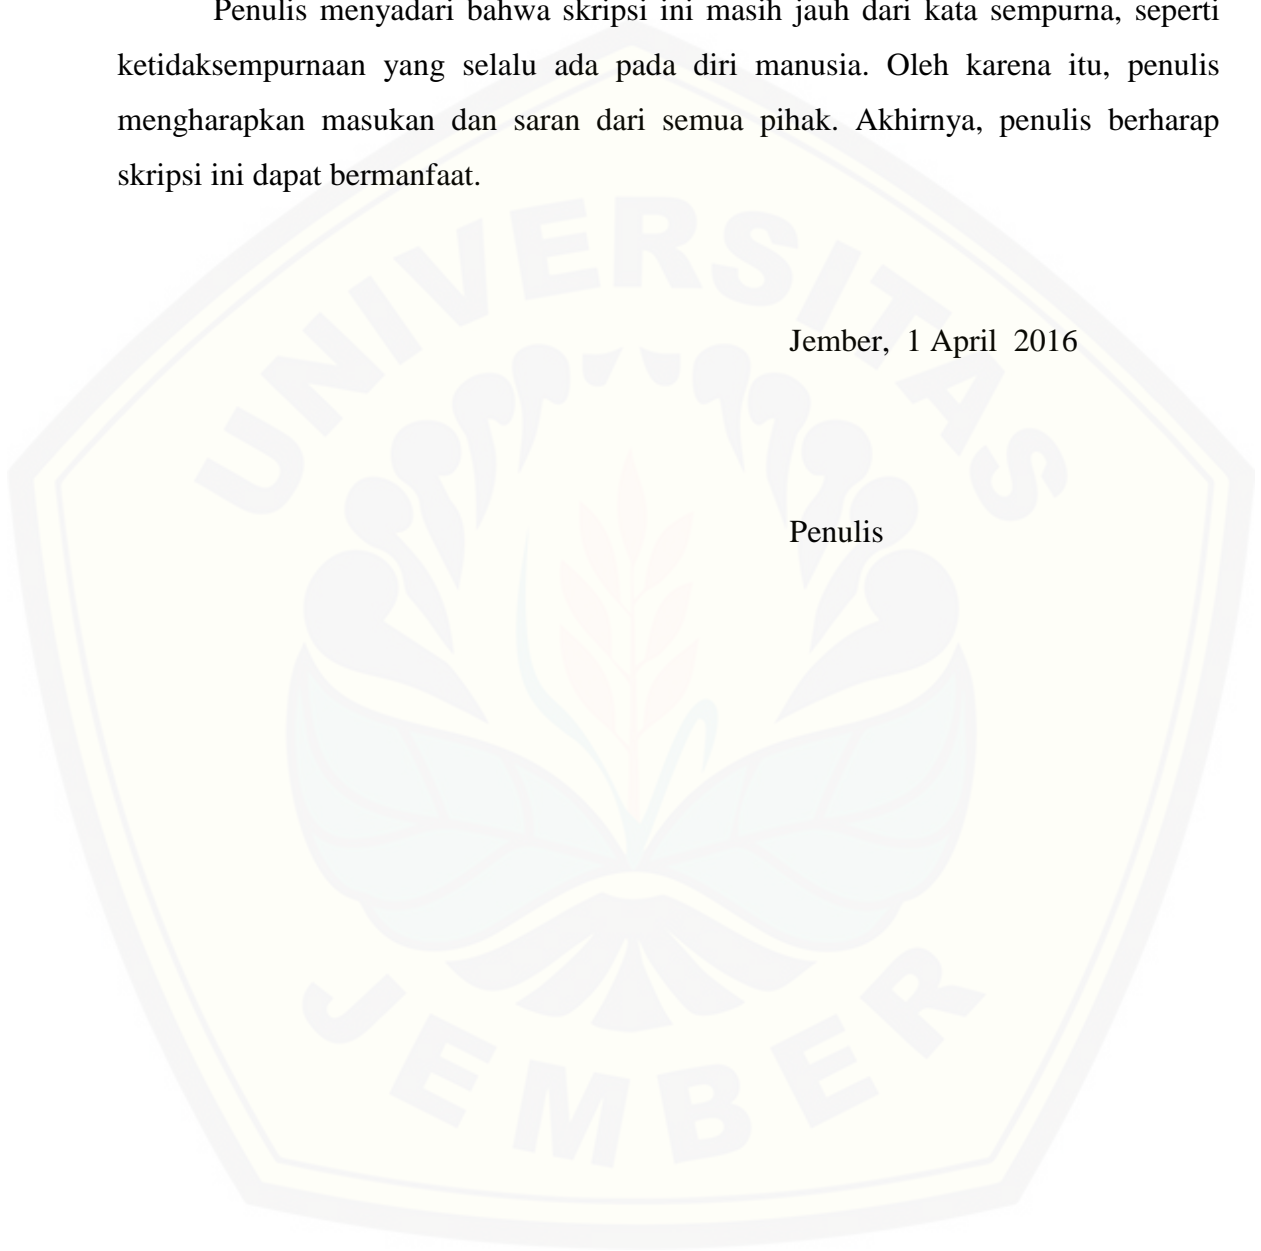 Penulis menyadari bahwa skripsi ini masih jauh dari kata sempurna, seperti
ketidaksempurnaan yang selalu ada pada diri manusia. Oleh karena itu, penulis
mengharapkan masukan dan saran dari semua pihak. Akhirnya, penulis berharap
skripsi ini dapat bermanfaat.
UNIVERSITAS
Jember, 1 April 2016
Penulis
JEMBER